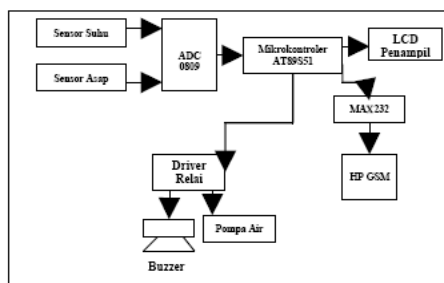 Sensor Suhu
Sensor Asap
ADC
0809
Mikrokontroler
AT89S51
LCD
Penampil
MAX232
HP GSM
Driver
Relai
Pompa Air
Buzzer